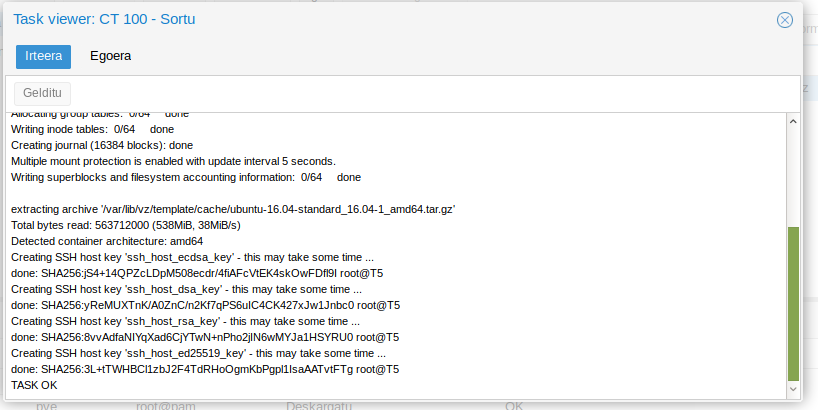 Task viewer: CT 100 - Sortu
Irteera
Egoera
Gelditu
Allocating group tables: 0/64 done
Writing inode tables: 0/64 done
Creating journal (16384 blocks): done
Multiple mount protection is enabled with update interval 5 seconds.
Writing superblocks and filesystem accounting information: 0/64 done
extracting archive '/var/lib/vz/template/cache/ubuntu-16.04-standard_16.04-1_amd64.tar.gz'
Total bytes read: 563712000 (538MiB, 38MiB/s)
Detected container architecture: amd64
Creating SSH host key 'ssh_host_ecdsa_key' - this may take some time ...
done: SHA256:jS4+14QPZcLDpM508ecdr/4fiAFcVtEK4skOwFDfl9I root@T5
Creating SSH host key 'ssh_host_dsa_key' - this may take some time ...
done: SHA256:yReMUXTnK/A0ZnC/n2Kf7qPS6uIC4CK427xJw1Jnbc0 root@T5
Creating SSH host key 'ssh_host_rsa_key' - this may take some time ...
done: SHA256:8vvAdfaNIYqXad6CjYTwN+nPho2jIN6wMYJa1HSYRU0 root@T5
Creating SSH host key 'ssh_host_ed25519_key' - this may take some time ...
done: SHA256:3L+tTWHBCl1zbJ2F4TdRHoOgmKbPgpl1IsaAATvtFTg root@T5
TASK OK
pve root@pam Deskargatu OK